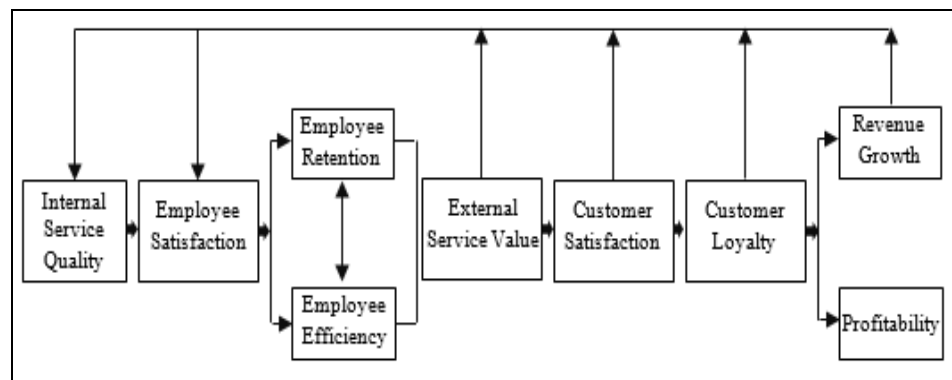 Internal
Service
Quality
Employee
Satisfaction
Employee
Retention
Employee
Efficiency
External
Service Value
Customer
Satisfaction
Customer
Loyalty
Revenue
Growth
Profitability